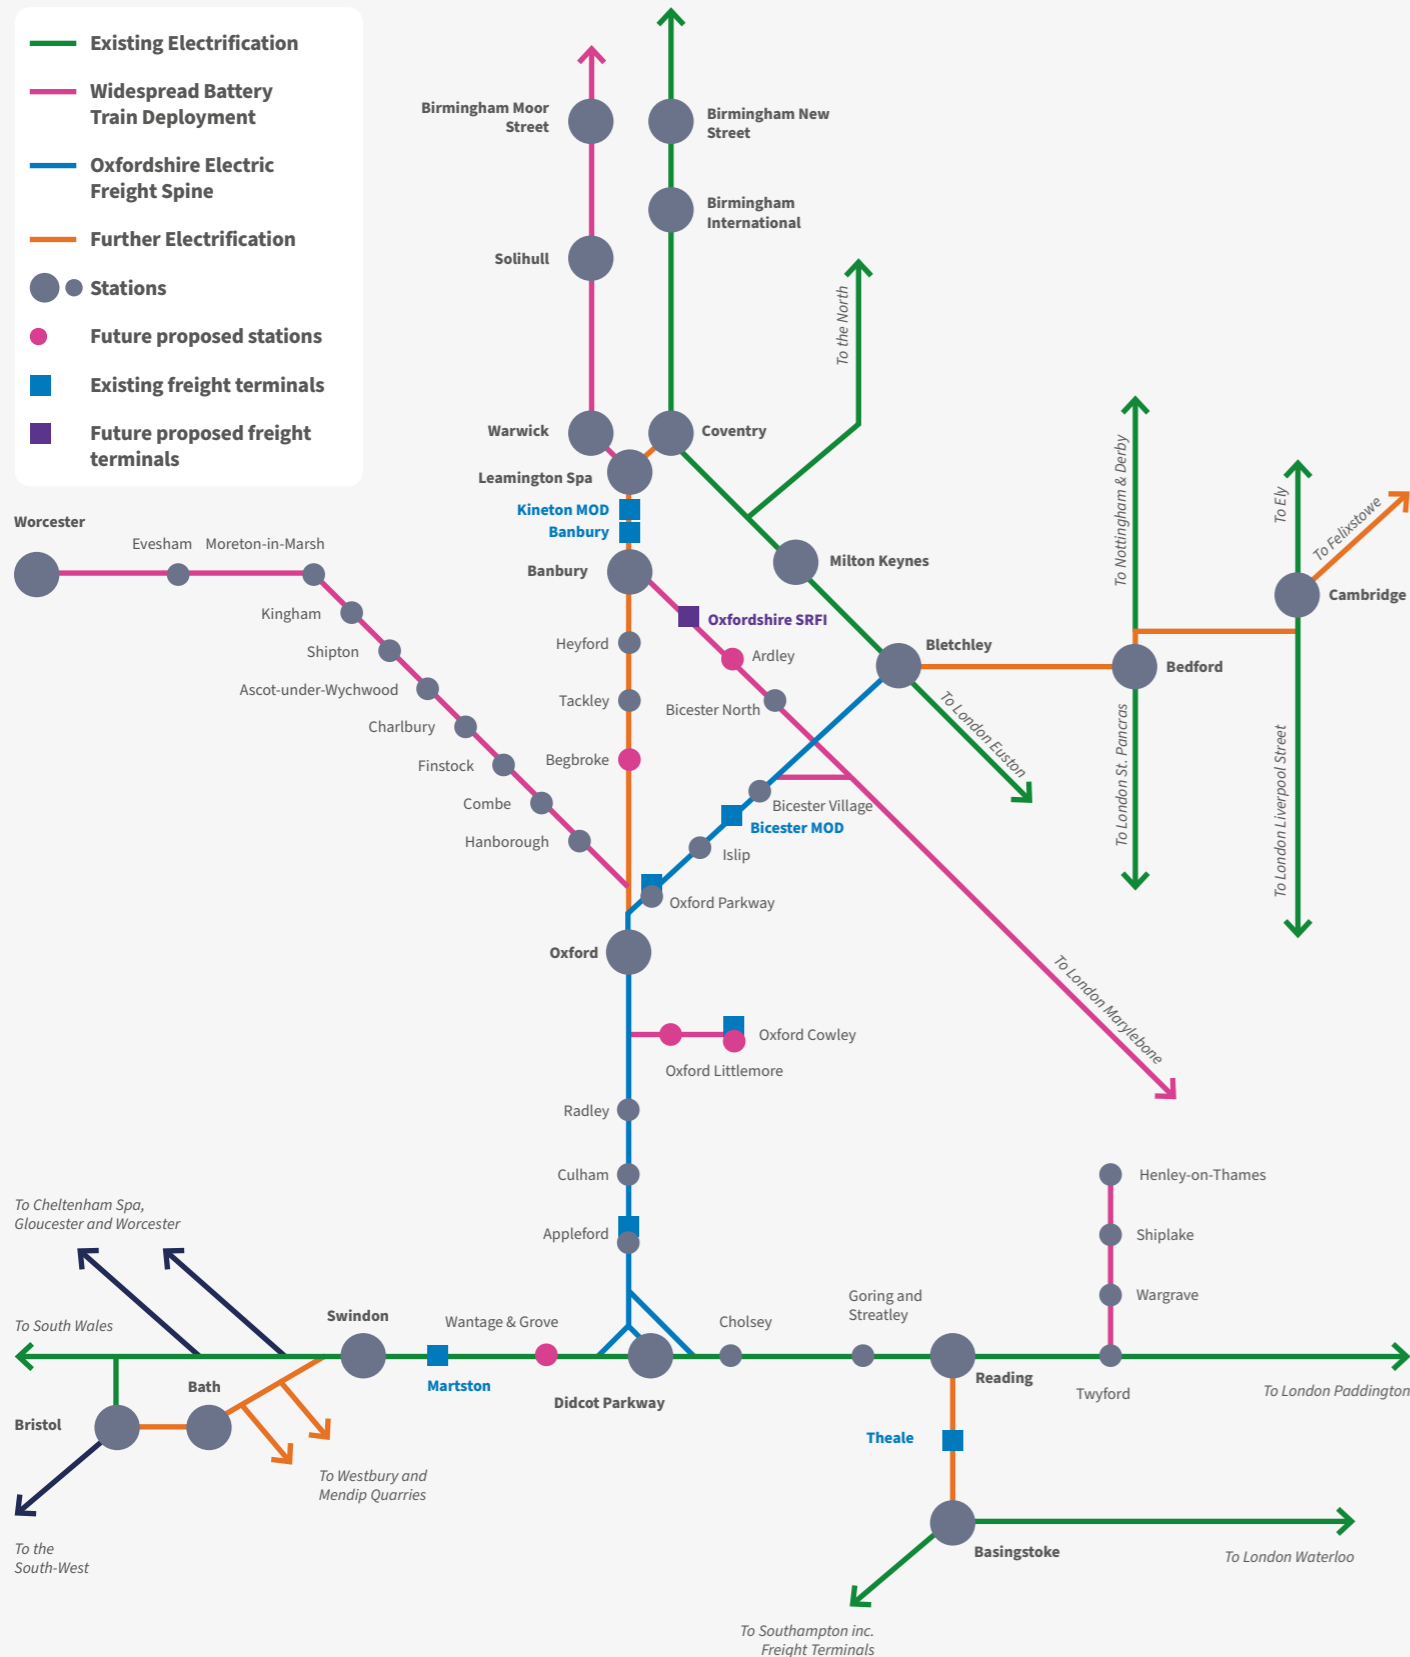 Existing Electrification
Widespread Battery
Train Deployment
Oxfordshire Electric
Freight Spine
Further Electrification
Stations
Future proposed stations
Existing freight terminals
Future proposed freight
terminals
Birmingham Moor
Street
Birmingham New
Street
Birmingham
International
Solihull
To the North
Warwick
Coventry
Leamington Spa
Kineton MOD
Banbury
Banbury
Milton Keynes
To Nottingham & Derby
To Ely
To Felixstowe
Cambridge
Worcester
Evesham
Moreton-in-Marsh
Kingham
Shipton
Ascot-under-Wychwood
Charlbury
Finstock
Combe
Hanborough
Heyford
Tackley
Begbroke
Oxfordshire SRFI
Ardley
Bicester North
Bletchley
Bedford
To London Euston
To London St. Pancras
To London Liverpool Street
Bicester Village
Bicester MOD
Islip
Oxford Parkway
Oxford
To London Marylebone
Oxford Cowley
Oxford Littlemore
Radley
Culham
Appleford
Henley-on-Thames
Shiplake
Wargrave
To Cheltenham Spa,
Gloucester and Worcester
To South Wales
Swindon
Wantage & Grove
Cholsey
Goring and
Streatley
Martston
Didcot Parkway
Reading
Twyford
To London Paddington
Bath
Bristol
To Westbury and
Mendip Quarries
Theale
To the
South-West
Basingstoke
To London Waterloo
To Southampton inc.
Freight Terminals